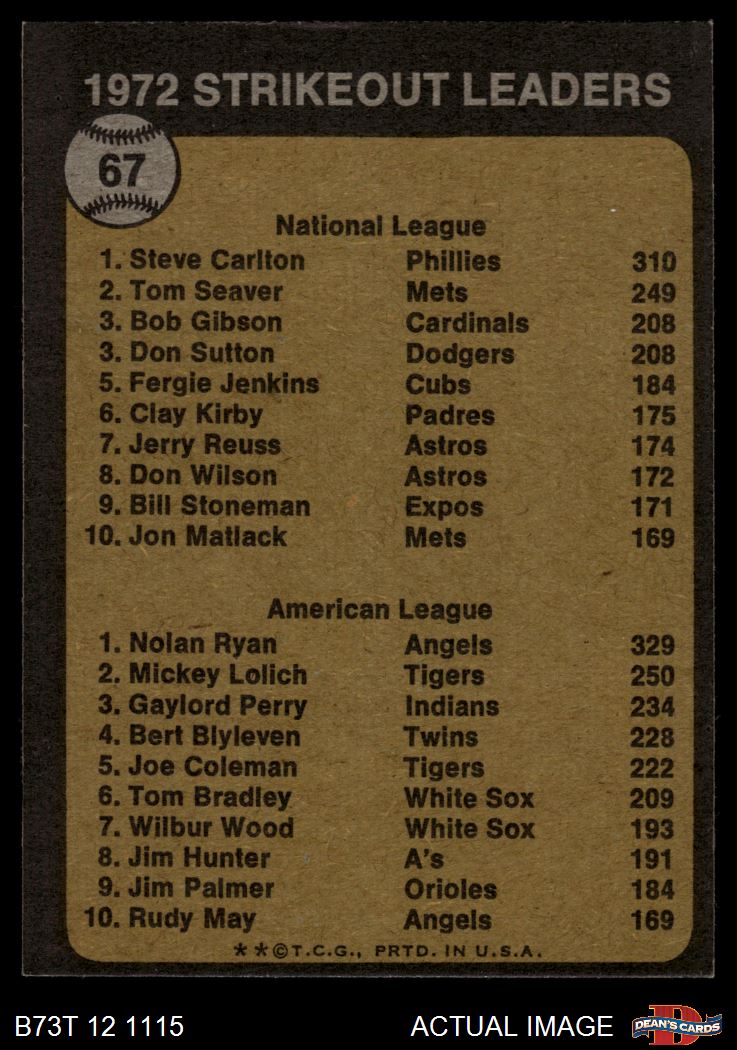 1972 STRIKEOUT LEADERS
67
National League
1. Steve Carlton Phillies 310
2. Tom Seaver Mets 249
3. Bob Gibson Cardinals 208
3. Don Sutton Dodgers 208
5. Fergie Jenkins Cubs 184
6. Clay Kirby Padres 175
7. Jerry Reuss Astros 174
8. Don Wilson Astros 172
9. Bill Stoneman Expos 171
10. Jon Matlack Mets 169
American League
1. Nolan Ryan Angels 329
2. Mickey Lolich Tigers 250
3. Gaylord Perry Indians 234
4. Bert Blyleven Twins 228
5. Joe Coleman Tigers 222
6. Tom Bradley White Sox 209
7. Wilbur Wood White Sox 193
8. Jim Hunter A's 191
9. Jim Palmer Orioles 184
10. Rudy May Angels 169
* * © T.C.G., PRTD. IN U.S.A.
B73T 12 1115 ACTUAL IMAGE D DEAN'S CARDS